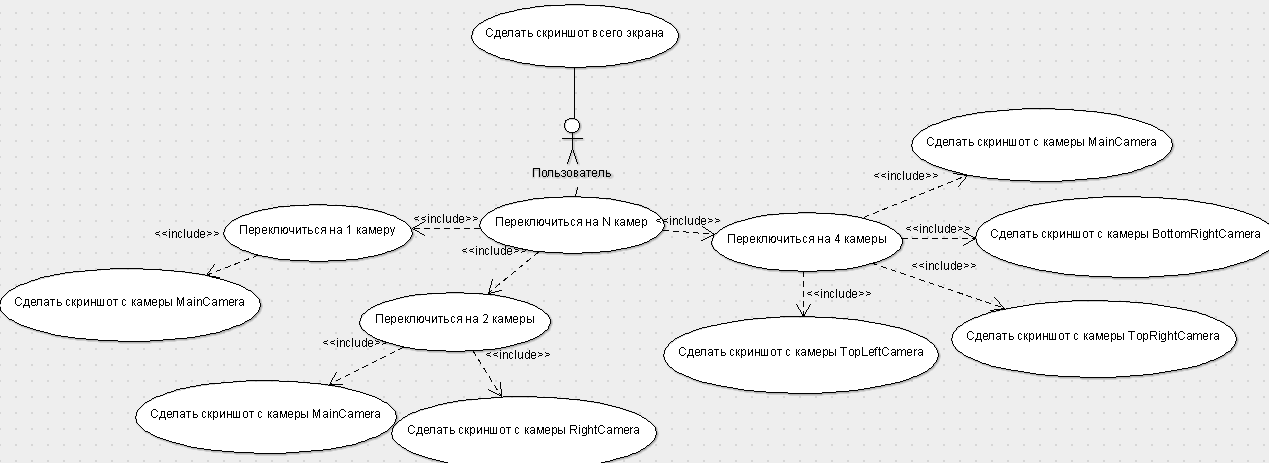 Сделать скриншот всего экрана
Пользователь
Сделать скриншот с камеры MainCamera
<<include>>
Переключиться на N камер
<<include>>
<<include>>
Переключиться на 1 камеру
<<include>>
Переключиться на 4 камеры
<<include>>
Сделать скриншот с камеры BottomRightCamera
<<include>>
<<include>>
<<include>>
Сделать скриншот с камеры MainCamera
Переключиться на 2 камеры
Сделать скриншот с камеры TopRightCamera
<<include>>
<<include>>
Сделать скриншот с камеры TopLeftCamera
Сделать скриншот с камеры MainCamera
Сделать скриншот с камеры RightCamera